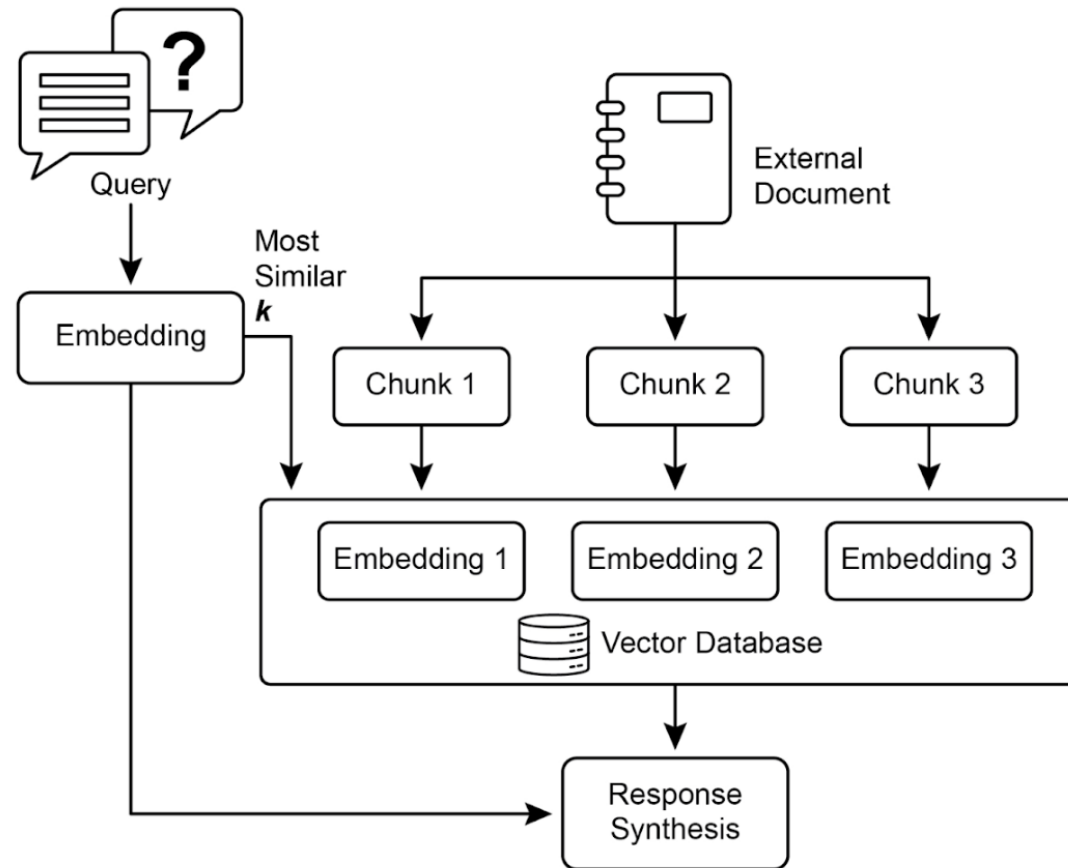 ?
Query
External
Document
Most
Similar
k
Embedding
Chunk 1
Chunk 2
Chunk 3
Embedding 1
Embedding 2
Embedding 3
Vector Database
Response
Synthesis